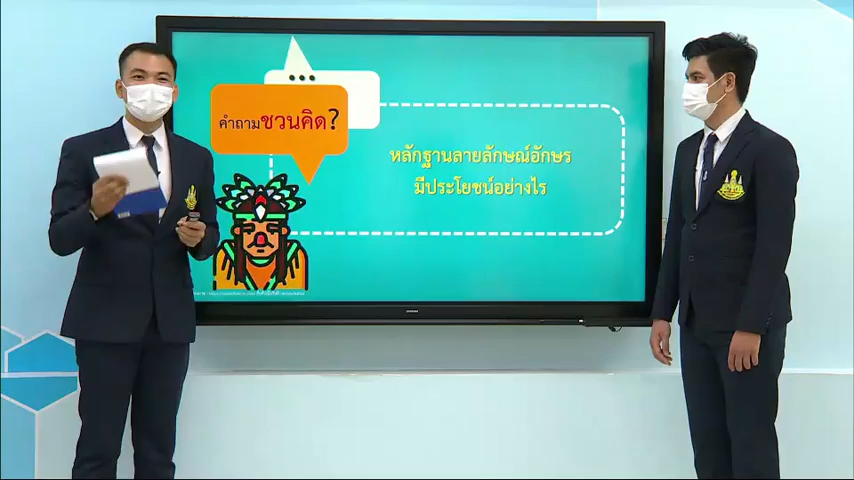 คำถามชวนคิด?
หลักฐานลายลักษณ์อักษร
มีประโยชน์อย่างไร